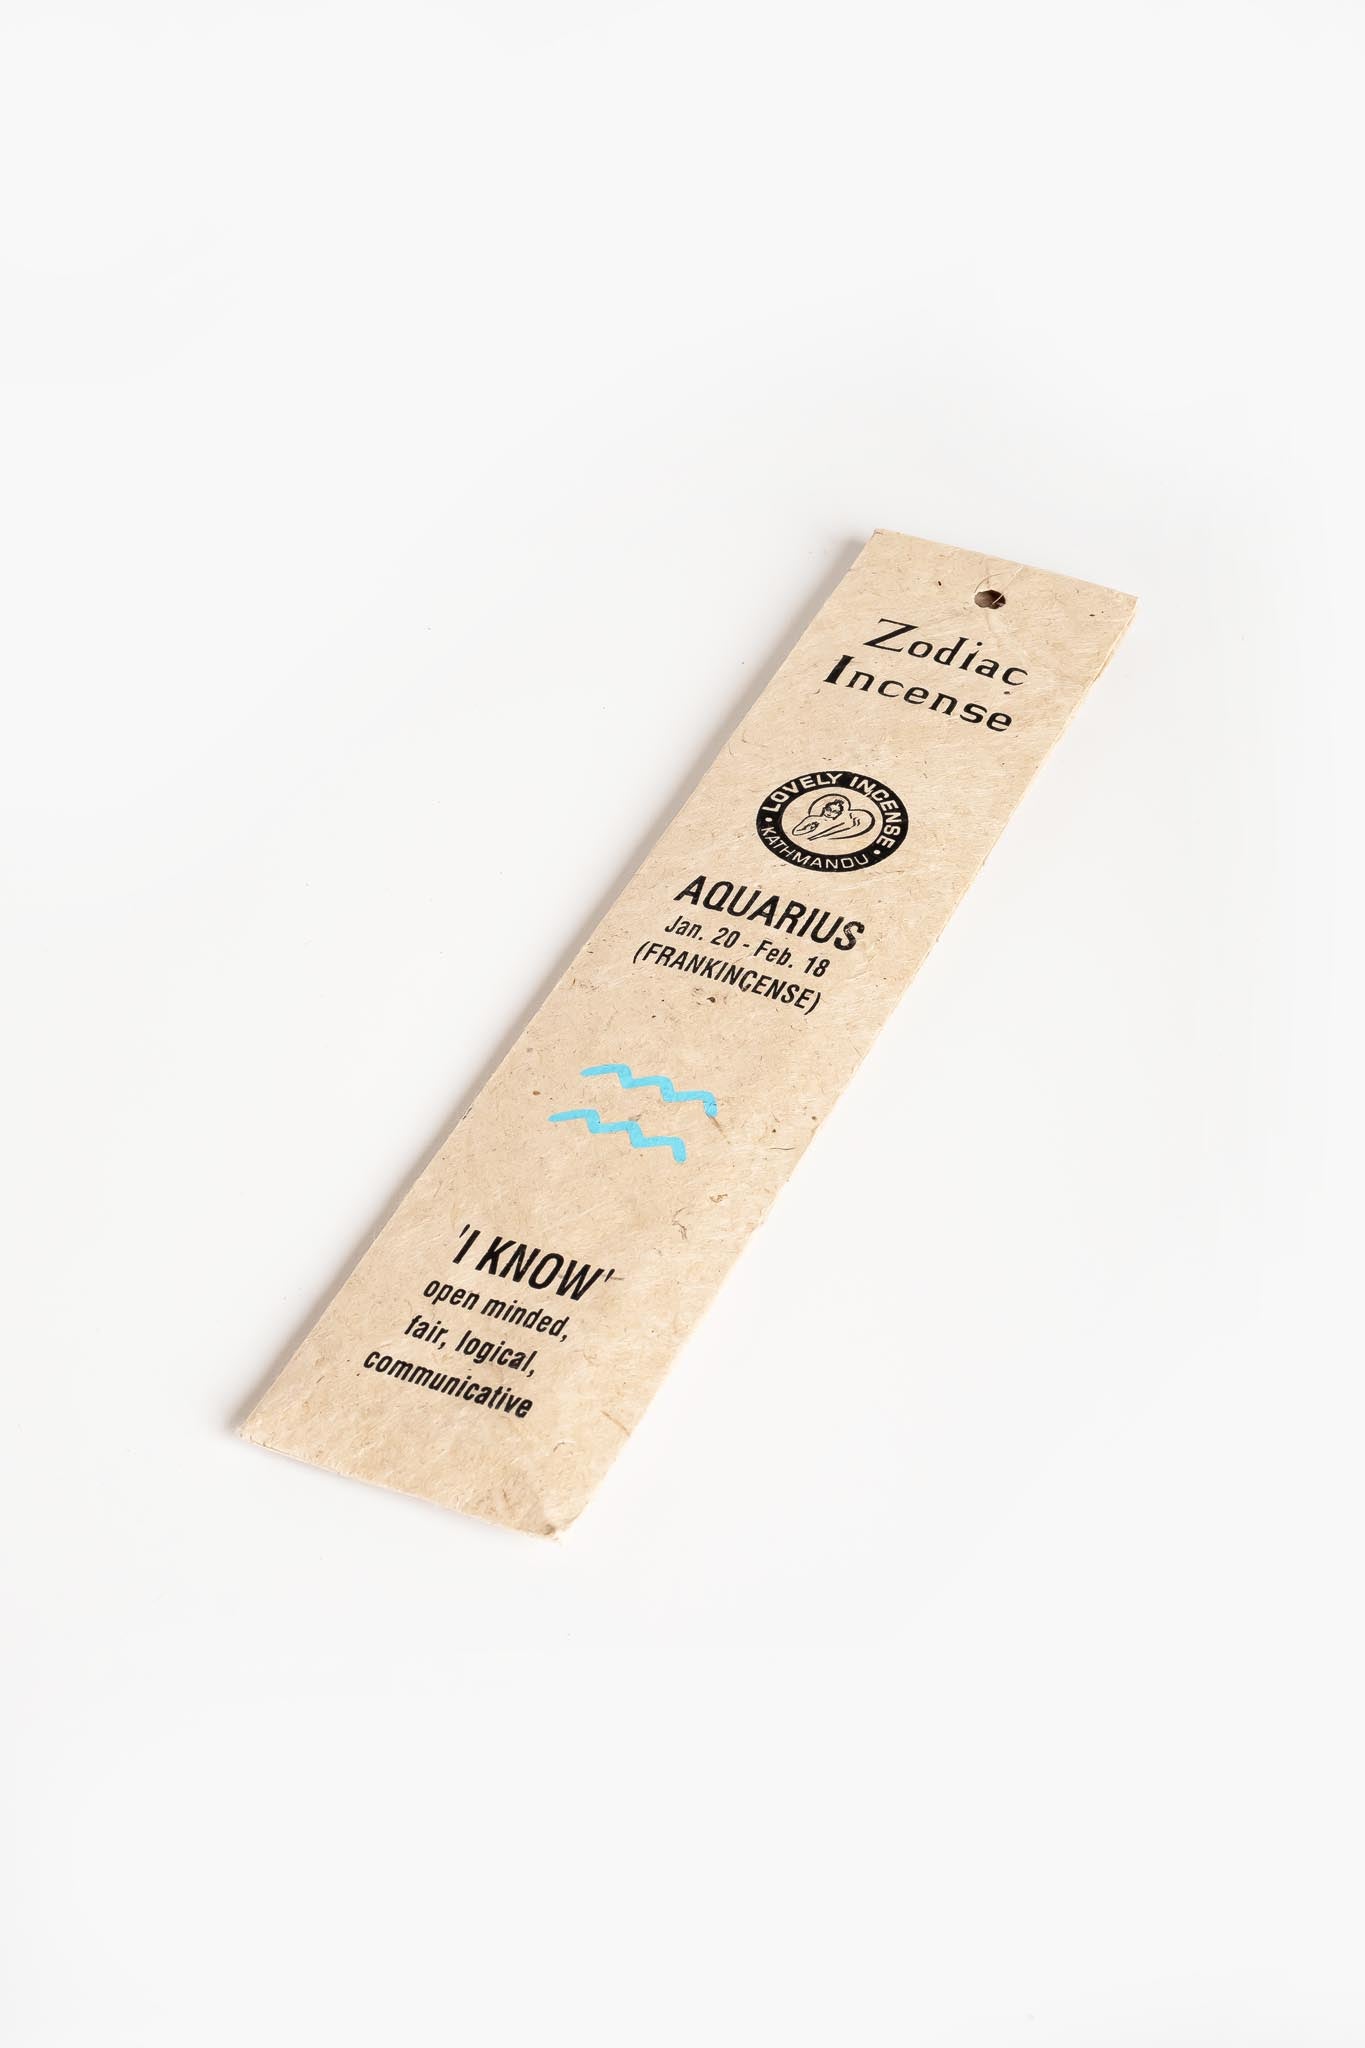 Zodiac
Incense
LOVELY INCENSE
KATHMANDU
AQUARIUS
Jan. 20 - Feb. 18
(FRANKINCENSE)
'I KNOW'
open minded,
fair, logical,
communicative